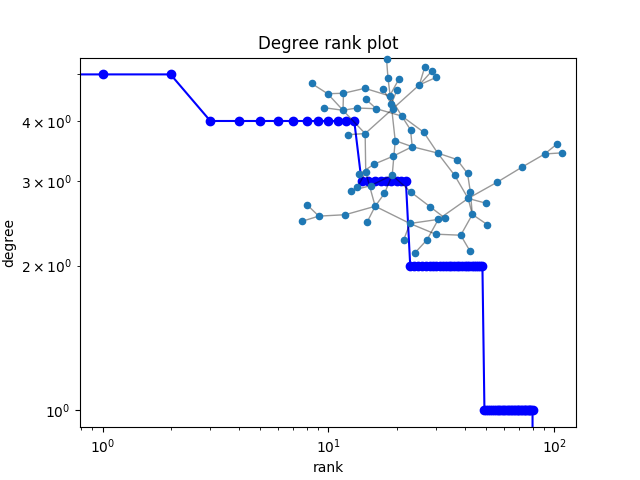 Degree rank plot
degree
4 × 10⁰
3 × 10⁰
2 × 10⁰
10⁰
10⁰ 10¹ 10²
rank